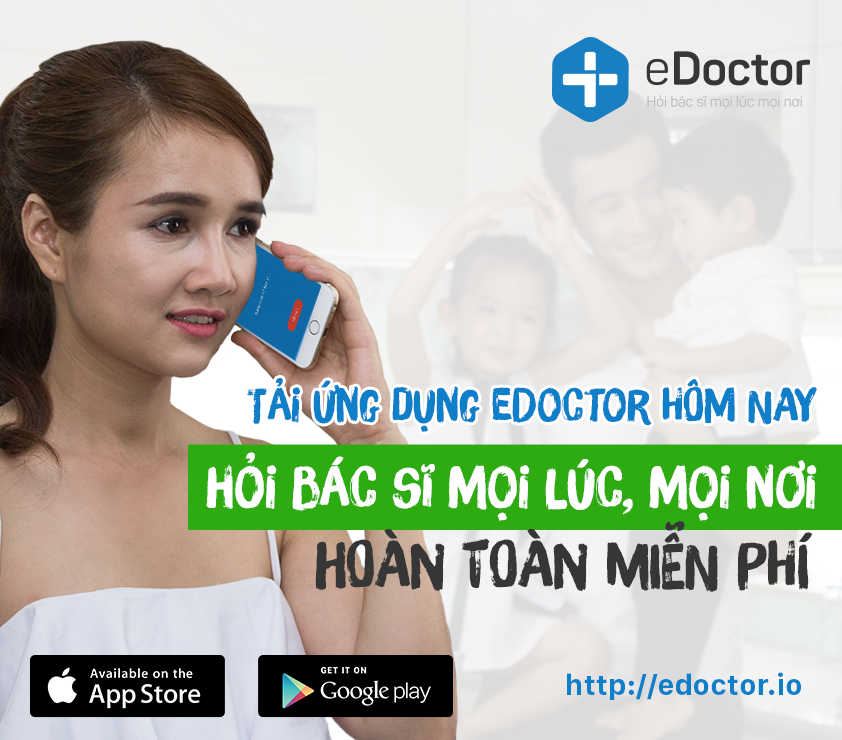 eDoctor
Hỏi bác sĩ mọi lúc mọi nơi
TẢI ỨNG DỤNG EDOCTOR HÔM NAY
HỎI BÁC SĨ MỌI LÚC, MỌI NƠI
HOÀN TOÀN MIỂN PHÍ
Available on the
App Store
GET IT ON
Google play
http://edoctor.io